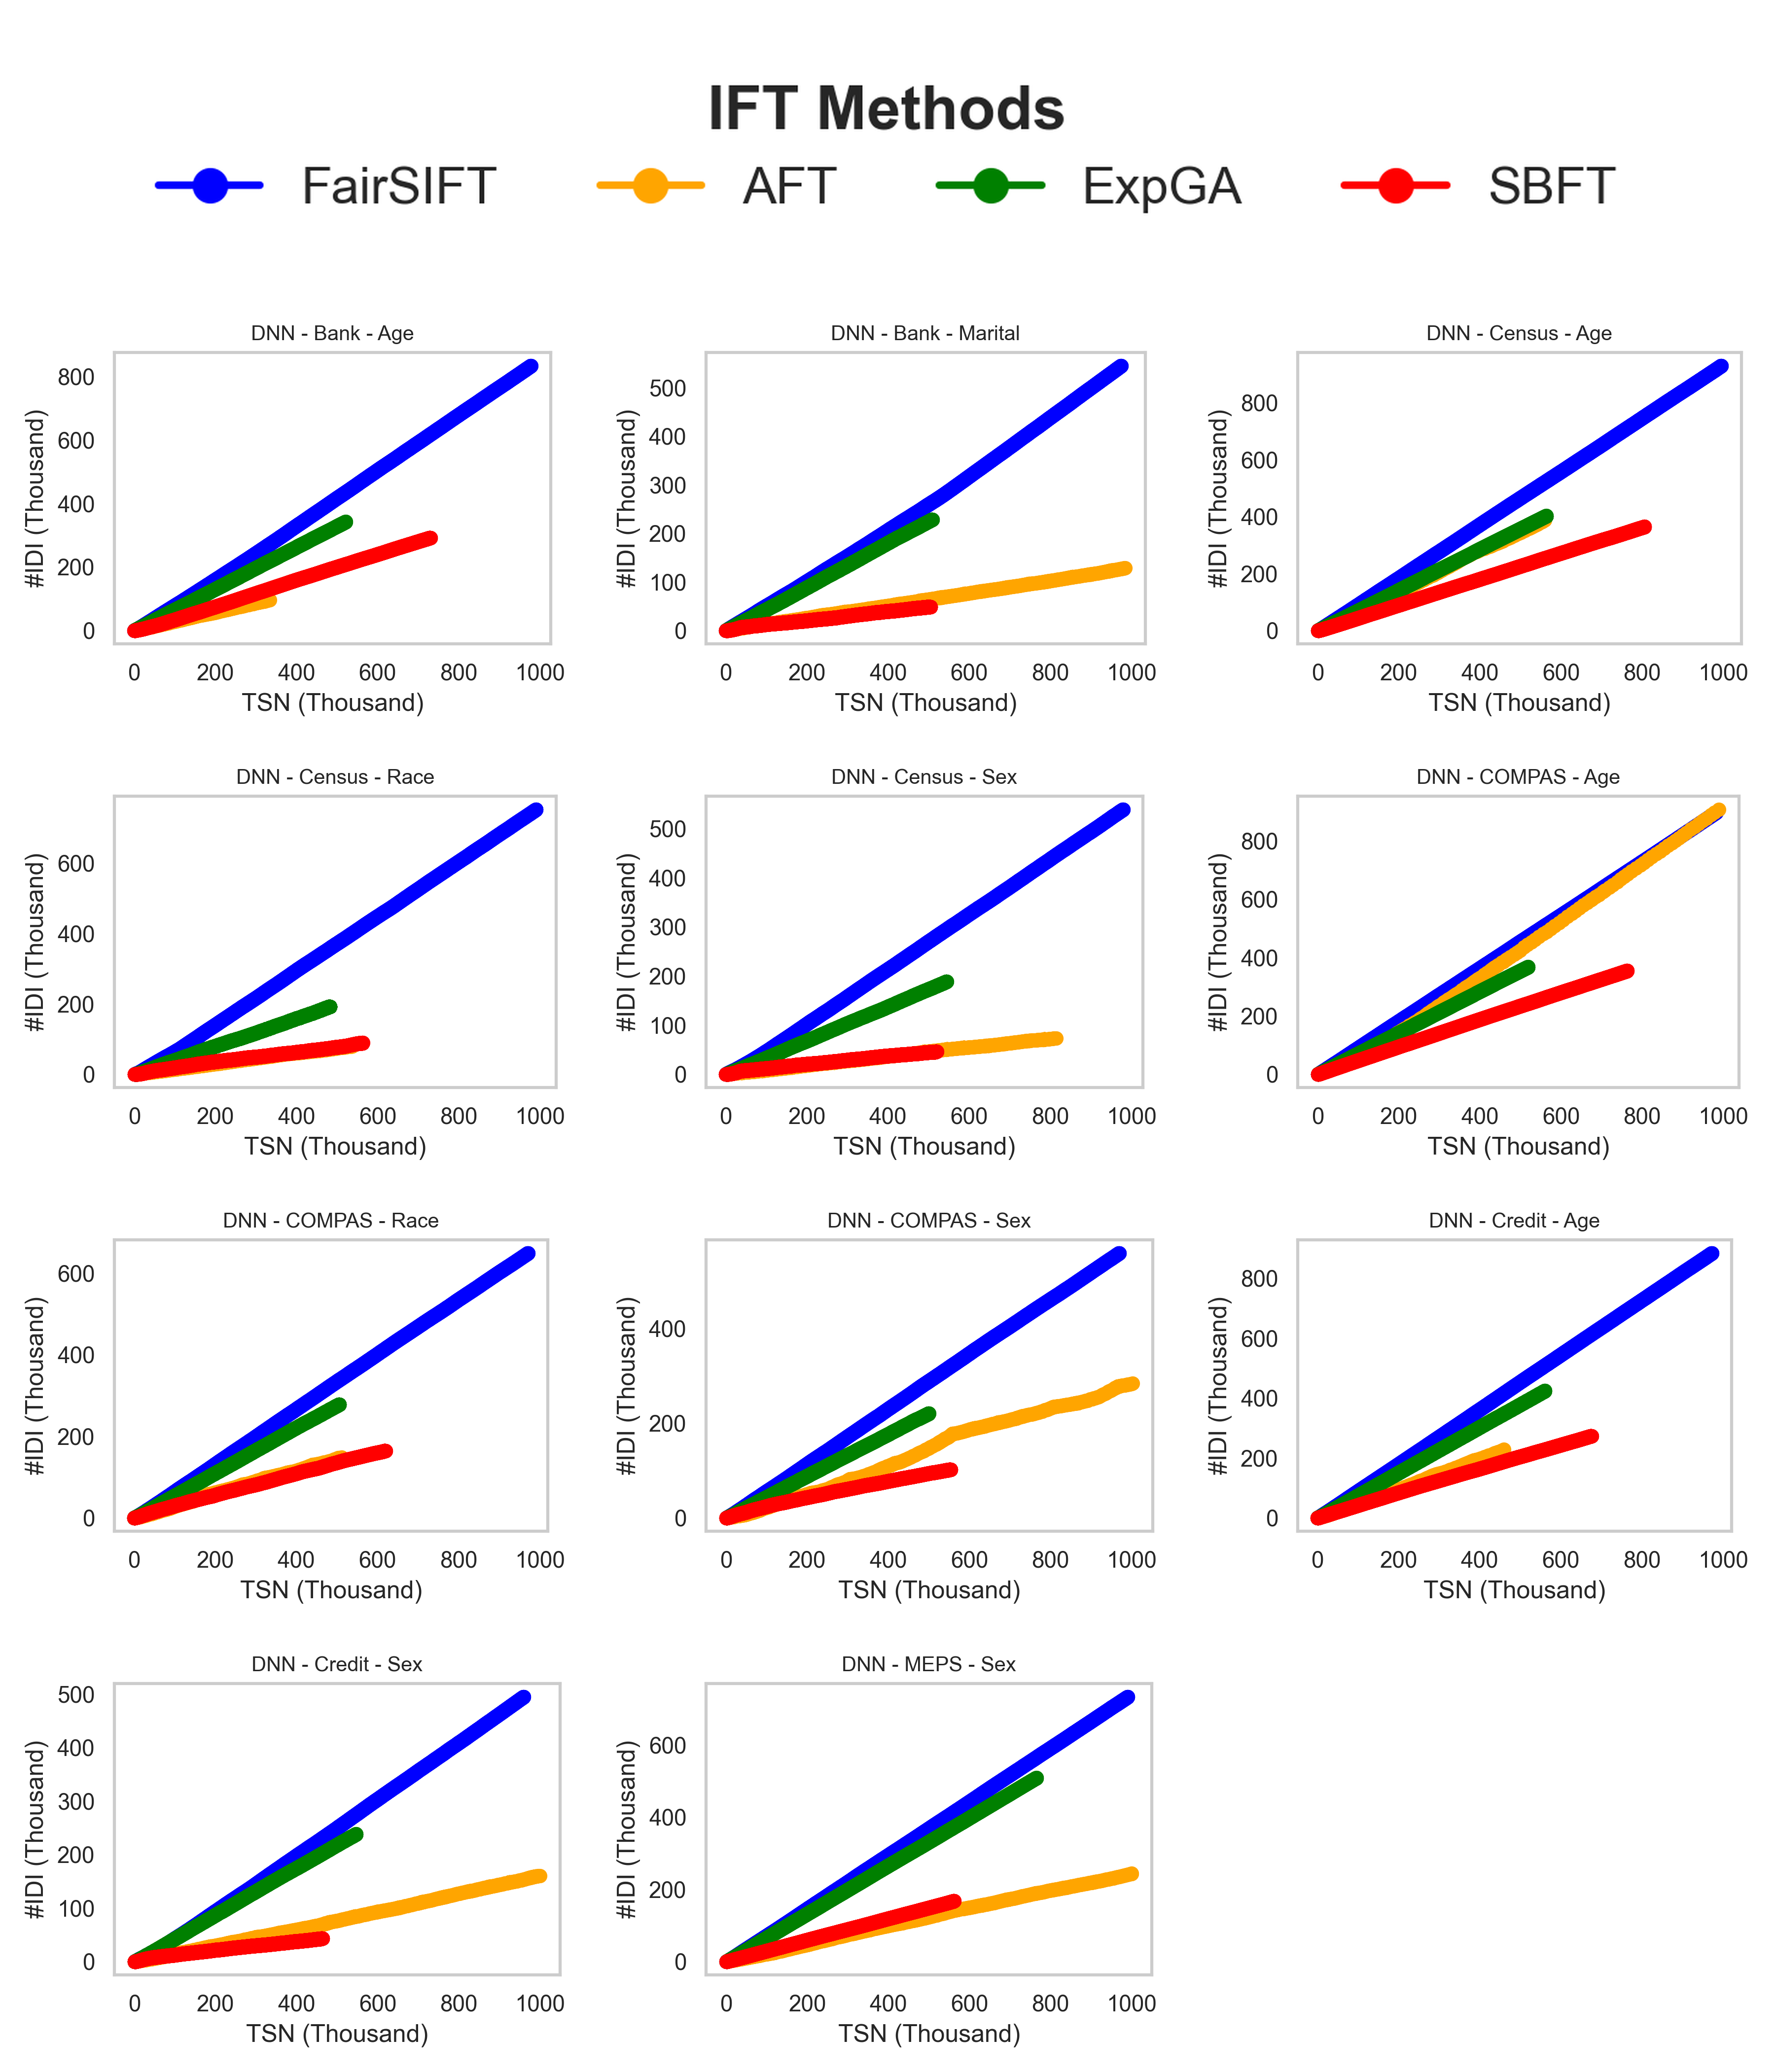 IFT Methods
FairSIFT AFT ExpGA SBFT
DNN - Bank - Age
#IDI (Thousand)
800
600
400
200
0
0 200 400 600 800 1000
TSN (Thousand)
DNN - Bank - Marital
#IDI (Thousand)
500
400
300
200
100
0
0 200 400 600 800 1000
TSN (Thousand)
DNN - Census - Age
#IDI (Thousand)
800
600
400
200
0
0 200 400 600 800 1000
TSN (Thousand)
DNN - Census - Race
#IDI (Thousand)
600
400
200
0
0 200 400 600 800 1000
TSN (Thousand)
DNN - Census - Sex
#IDI (Thousand)
500
400
300
200
100
0
0 200 400 600 800 1000
TSN (Thousand)
DNN - COMPAS - Age
#IDI (Thousand)
800
600
400
200
0
0 200 400 600 800 1000
TSN (Thousand)
DNN - COMPAS - Race
#IDI (Thousand)
600
400
200
0
0 200 400 600 800 1000
TSN (Thousand)
DNN - COMPAS - Sex
#IDI (Thousand)
400
200
0
0 200 400 600 800 1000
TSN (Thousand)
DNN - Credit - Age
#IDI (Thousand)
800
600
400
200
0
0 200 400 600 800 1000
TSN (Thousand)
DNN - Credit - Sex
#IDI (Thousand)
500
400
300
200
100
0
0 200 400 600 800 1000
TSN (Thousand)
DNN - MEPS - Sex
#IDI (Thousand)
600
400
200
0
0 200 400 600 800 1000
TSN (Thousand)